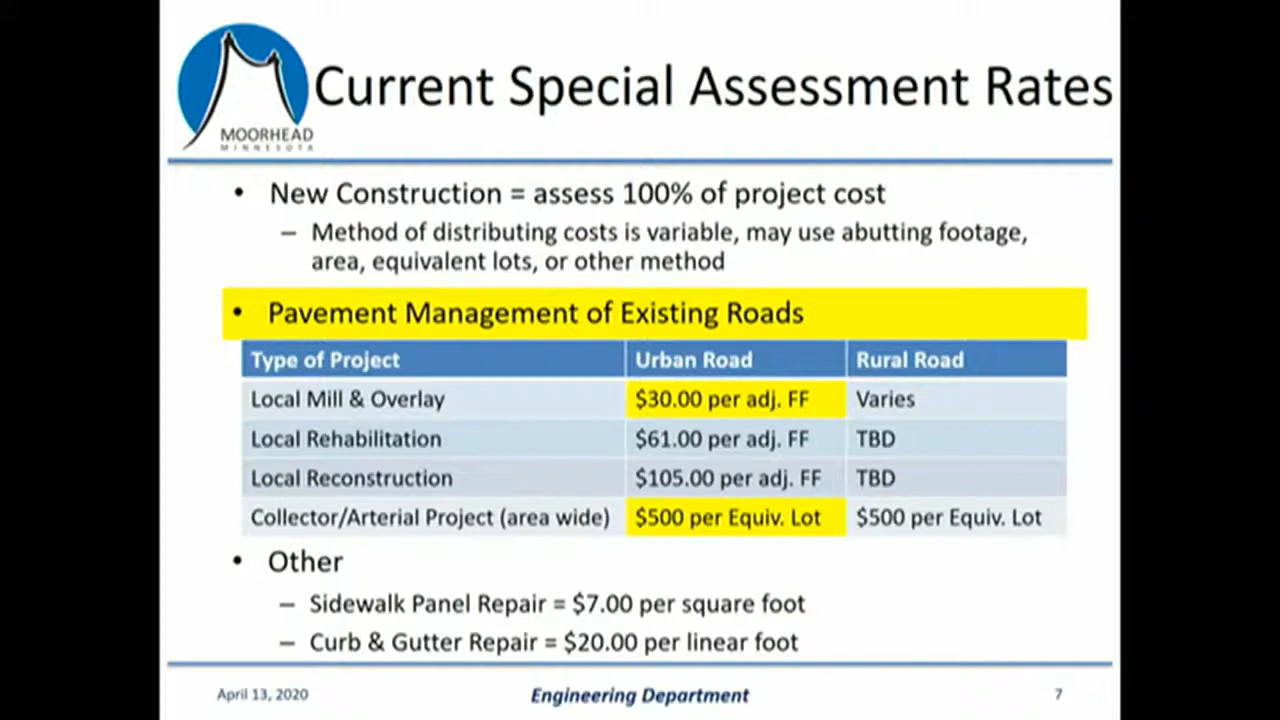 Current Special Assessment Rates
MOORHEAD
MINNESOTA
• New Construction = assess 100% of project cost
– Method of distributing costs is variable, may use abutting footage,
area, equivalent lots, or other method
• Pavement Management of Existing Roads
Type of Project Urban Road Rural Road
Local Mill & Overlay $30.00 per adj. FF Varies
Local Rehabilitation $61.00 per adj. FF TBD
Local Reconstruction $105.00 per adj. FF TBD
Collector/Arterial Project (area wide) $500 per Equiv. Lot $500 per Equiv. Lot
• Other
– Sidewalk Panel Repair = $7.00 per square foot
– Curb & Gutter Repair = $20.00 per linear foot
April 13, 2020 Engineering Department 7